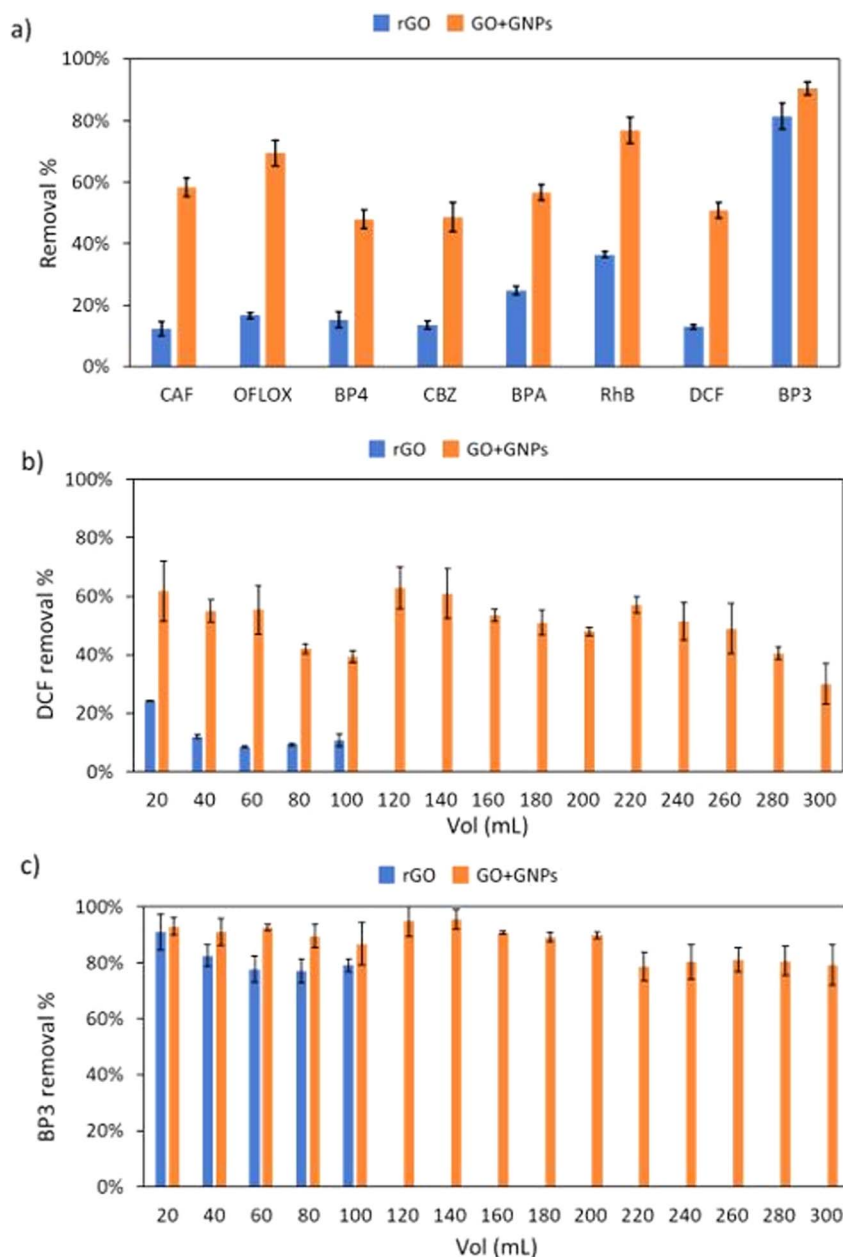 a)
rGO GO+GNPs
Removal %
100%
80%
60%
40%
20%
0%
CAF OFLOX BP4 CBZ BPA RhB DCF BP3
b)
rGO GO+GNPs
DCF removal %
100%
80%
60%
40%
20%
0%
20 40 60 80 100 120 140 160 180 200 220 240 260 280 300
Vol (mL)
c)
rGO GO+GNPs
BP3 removal %
100%
80%
60%
40%
20%
0%
20 40 60 80 100 120 140 160 180 200 220 240 260 280 300
Vol (mL)